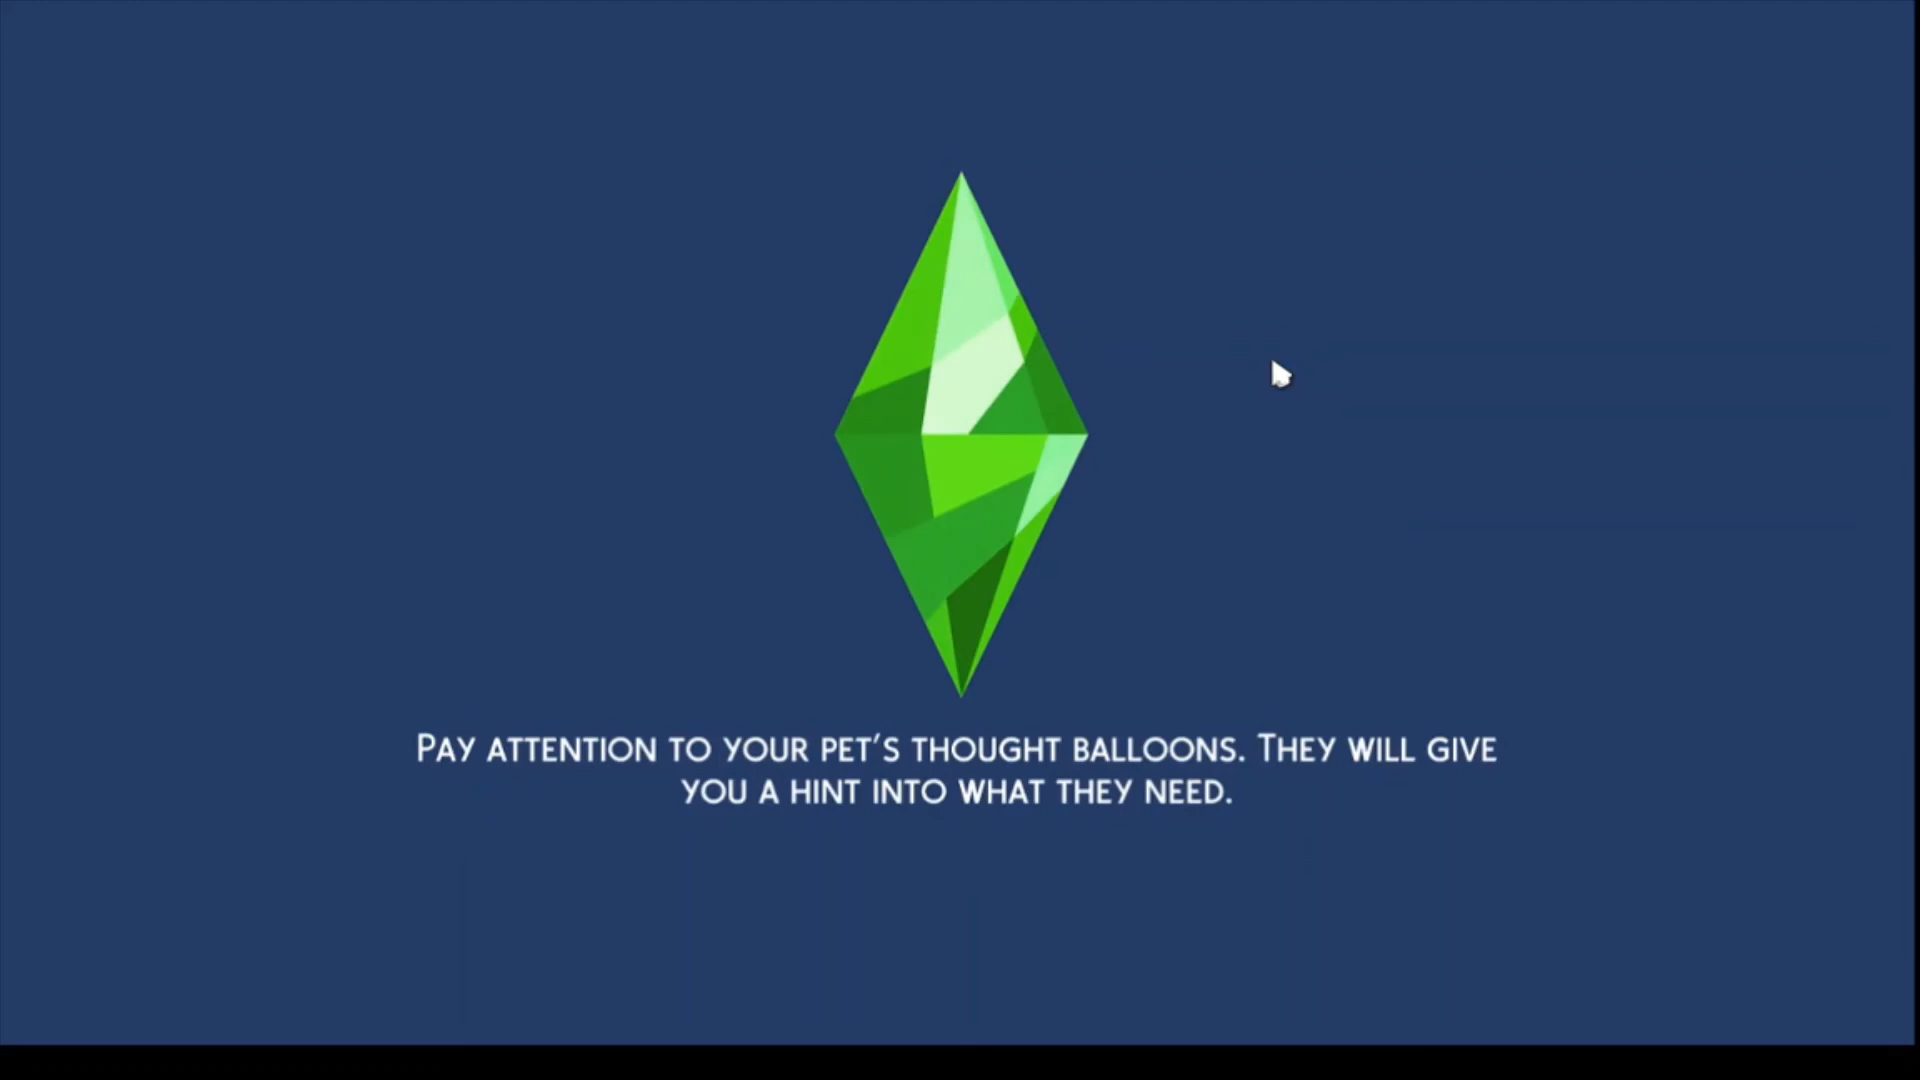 PAY ATTENTION TO YOUR PET'S THOUGHT BALLOONS. THEY WILL GIVE
YOU A HINT INTO WHAT THEY NEED.